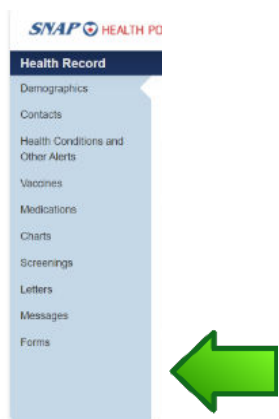 SNAP HEALTH PO
Health Record
Demographics
Contacts
Health Conditions and
Other Alerts
Vaccines
Medications
Charts
Screenings
Letters
Messages
Forms